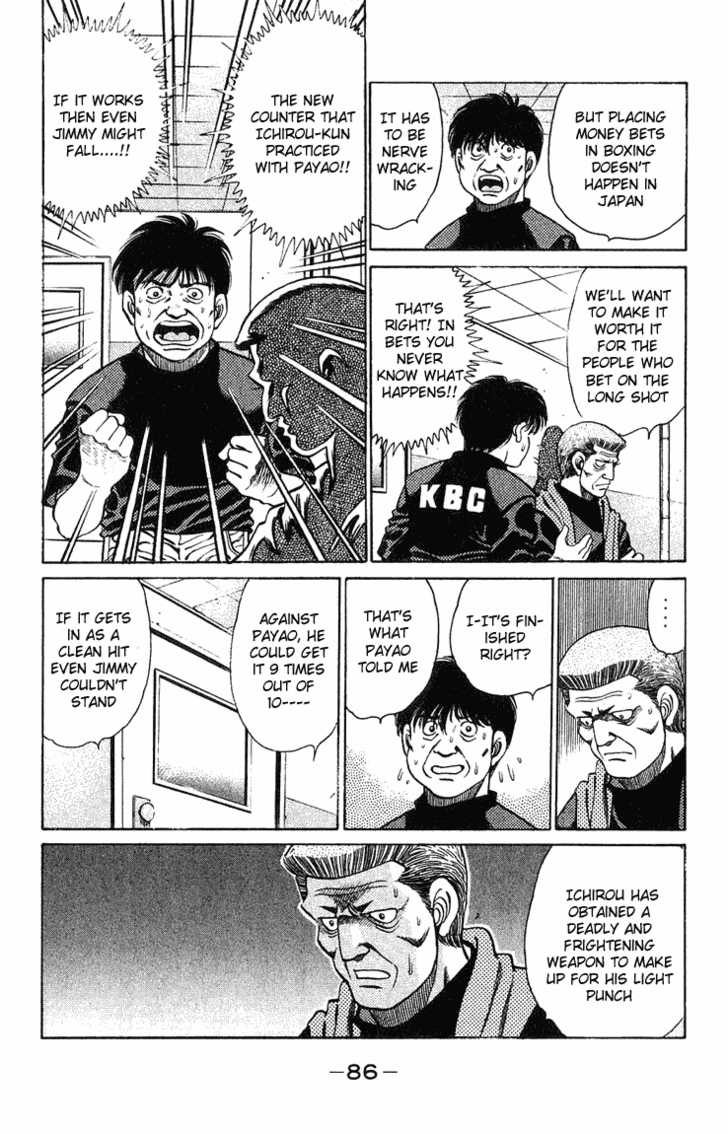 BUT PLACING
MONEY BETS
IN BOXING
DOESN'T
HAPPEN IN
JAPAN
IT HAS
TO BE
NERVE
WRACK-
ING
WE'LL WANT
TO MAKE IT
WORTH IT
FOR THE
PEOPLE WHO
BET ON THE
LONG SHOT
THAT'S
RIGHT! IN
BETS YOU
NEVER
KNOW WHAT
HAPPENS!!
KBC
THE NEW
COUNTER THAT
ICHIROU-KUN
PRACTICED
WITH PAYAO!!
IF IT WORKS
THEN EVEN
JIMMY MIGHT
FALL....!!
....
I-IT'S FIN-
ISHED
RIGHT?
THAT'S
WHAT
PAYAO
TOLD ME
AGAINST
PAYAO, HE
COULD GET
IT 9 TIMES
OUT OF
10----
IF IT GETS
IN AS A
CLEAN HIT
EVEN JIMMY
COULDN'T
STAND
ICHIROU HAS
OBTAINED A
DEADLY AND
FRIGHTENING
WEAPON TO MAKE
UP FOR HIS LIGHT
PUNCH
-86-